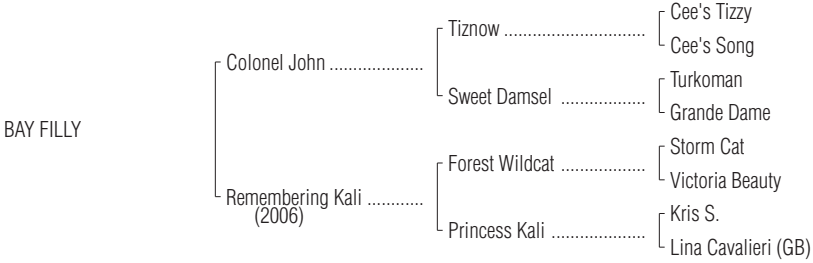 Cee's Tizzy
Tiznow ..............................
Cee's Song
Colonel John ....................
Turkoman
Sweet Damsel ..................
Grande Dame
BAY FILLY
Storm Cat
Forest Wildcat ..................
Victoria Beauty
Remembering Kali ............
(2006)
Kris S.
Princess Kali ....................
Lina Cavalieri (GB)